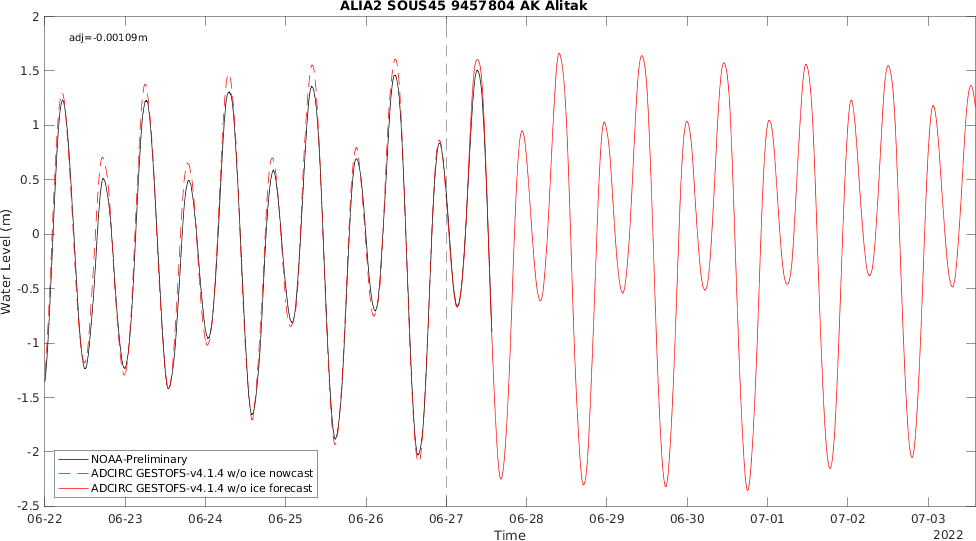 ALIA2 SOUS45 9457804 AK Alitak
adj=-0.00109m
Water Level (m)
2
1.5
1
0.5
0
-0.5
-1
-1.5
-2
-2.5
NOAA-Preliminary
ADCIRC GESTOFS-v4.1.4 w/o ice nowcast
ADCIRC GESTOFS-v4.1.4 w/o ice forecast
06-22 06-23 06-24 06-25 06-26 06-27 06-28 06-29 06-30 07-01 07-02 07-03
Time
2022